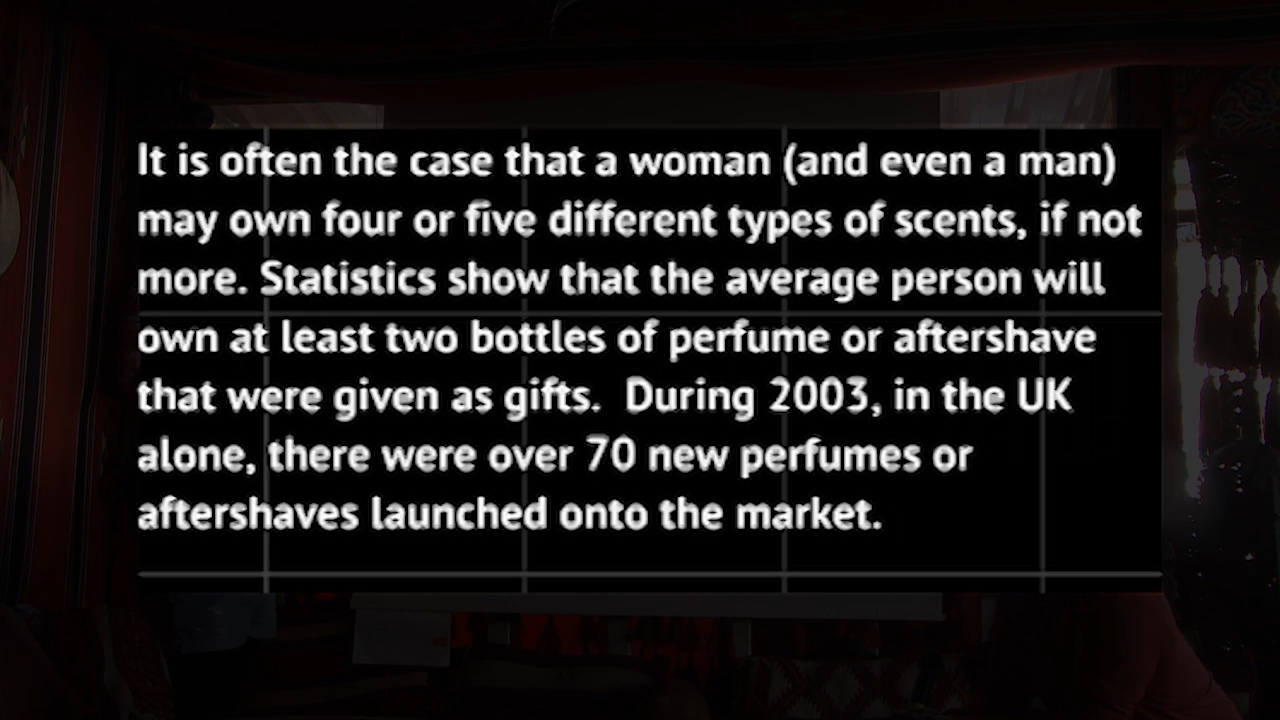 It is often the case that a woman (and even a man)
may own four or five different types of scents, if not
more. Statistics show that the average person will
own at least two bottles of perfume or aftershave
that were given as gifts.  During 2003, in the UK
alone, there were over 70 new perfumes or
aftershaves launched onto the market.